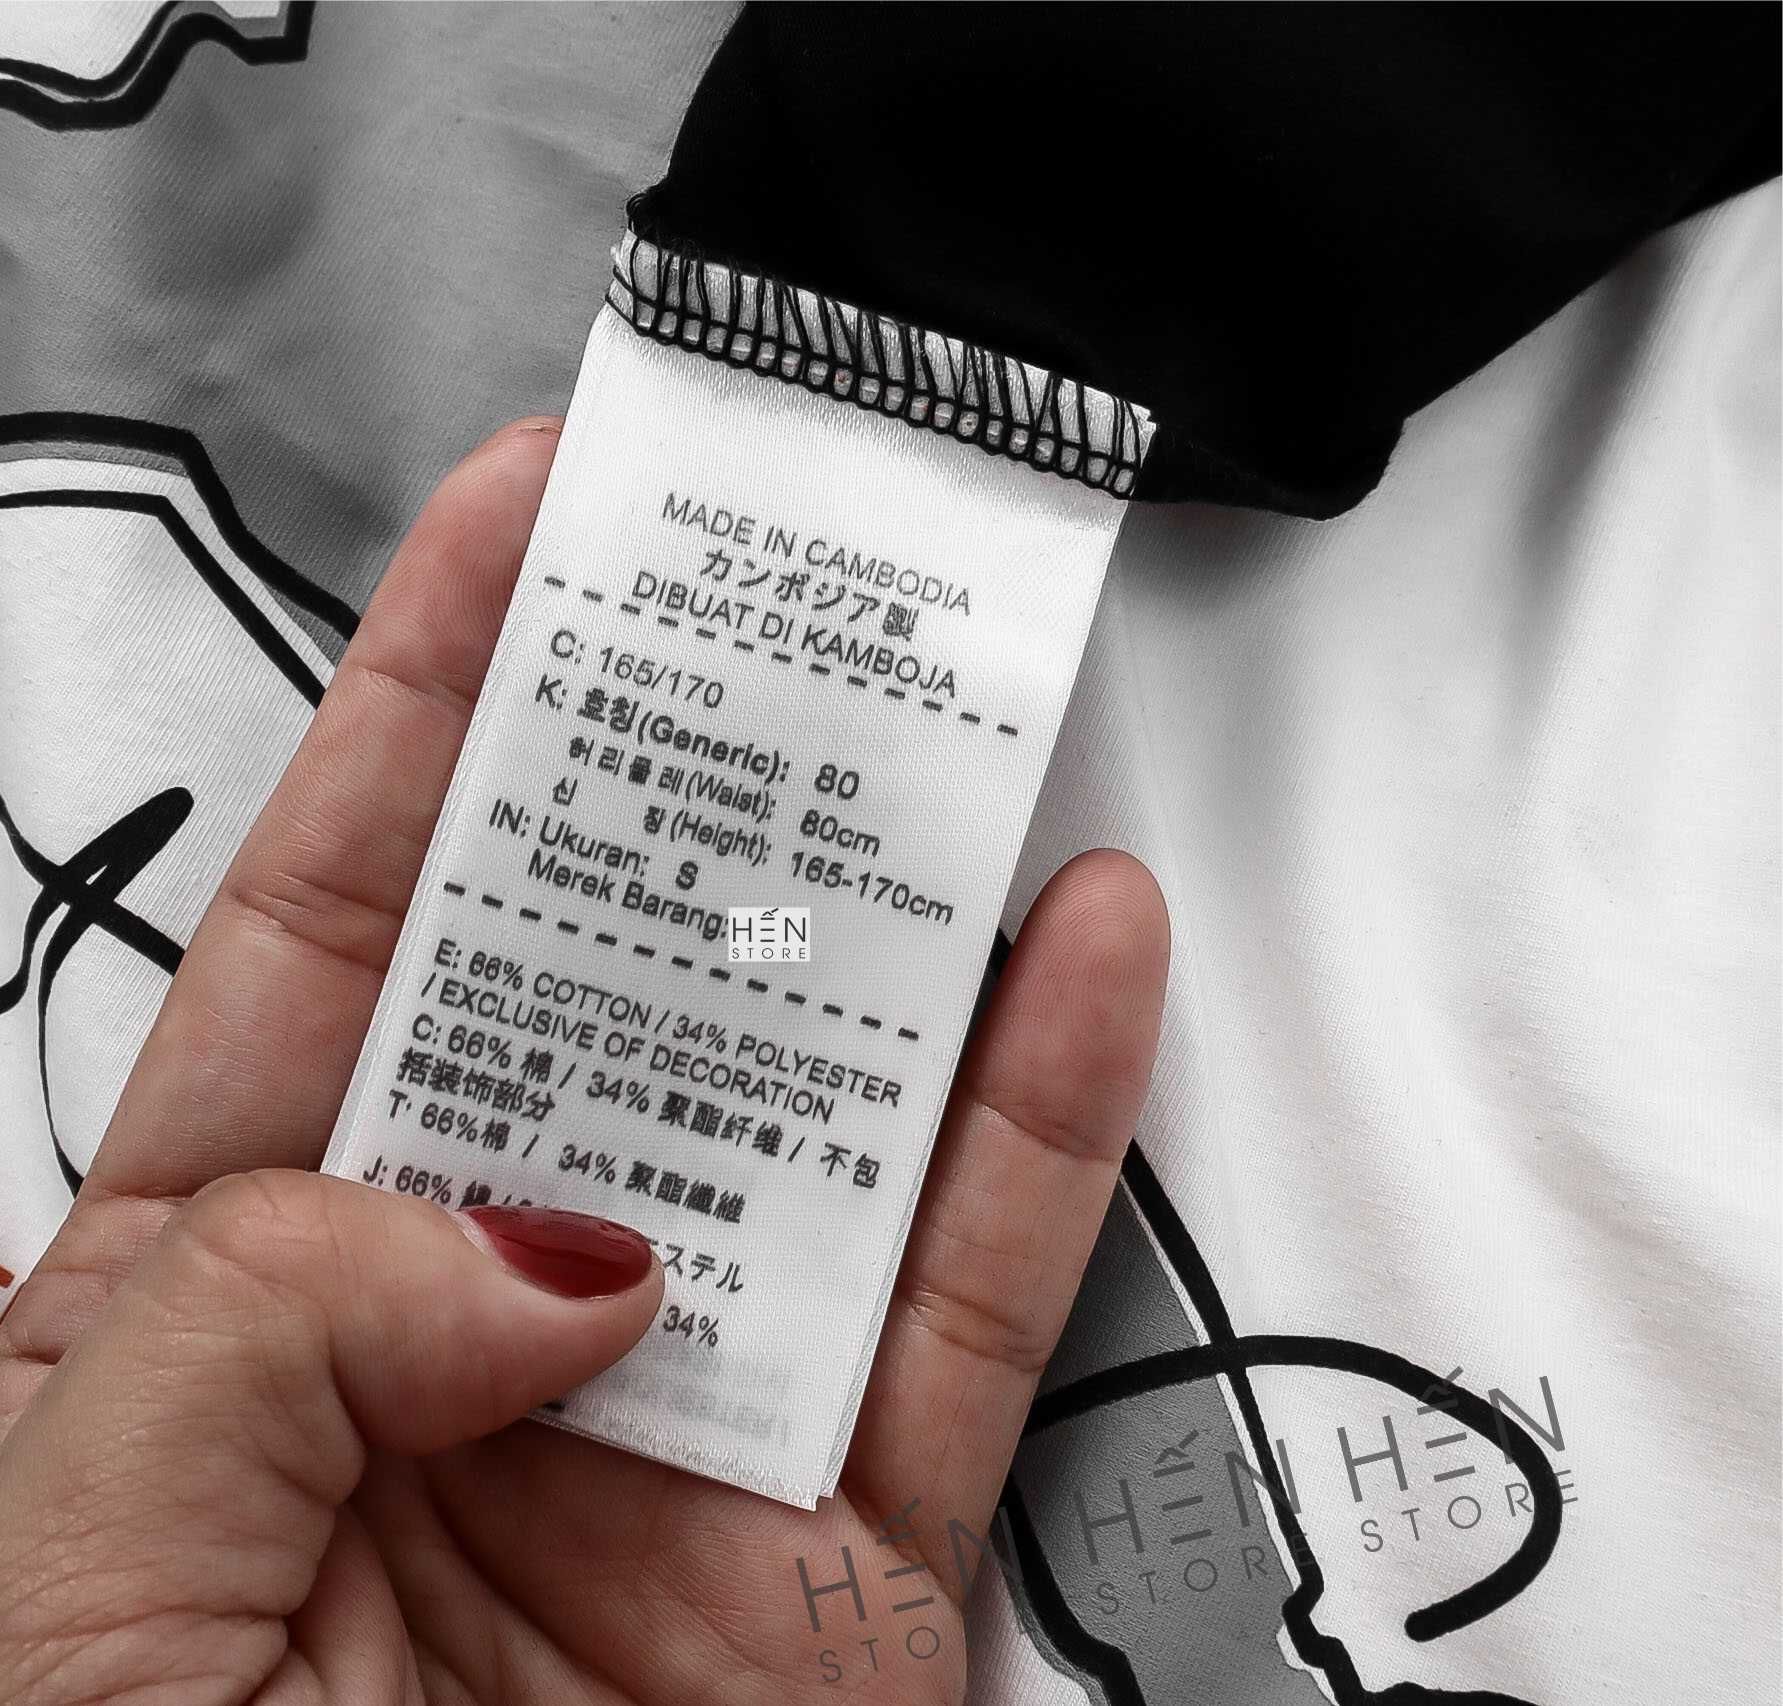 MADE IN CAMBODIA
カンボジア製
DIBUAT DI KAMBOJA
C: 165/170
K: 호칭(Generic): 80
허리둘레(Waist): 80cm
신 장(Height): 165-170cm
IN: Ukuran: S
Merek Barang:
HẾN
STORE
E: 66% COTTON / 34% POLYESTER
/ EXCLUSIVE OF DECORATION
C: 66% 棉 / 34% 聚酯纤维 / 不包
括装饰部分
T: 66%棉 / 34% 聚酯纖維
J: 66% 綿 /
ステル
34%
HẾN HẾN HẾN
STO STORE STORE